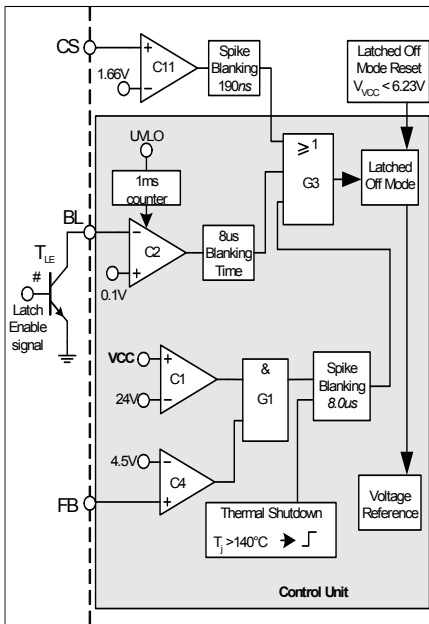 CS
1.66V
C11
Spike
Blanking
190ns
Latched Off
Mode Reset
V_VCC < 6.23V
UVLO
1ms
counter
≥1
G3
Latched
Off Mode
BL
T_LE
#
Latch
Enable
signal
C2
0.1V
8us
Blanking
Time
VCC
24V
C1
&
G1
Spike
Blanking
8.0us
4.5V
C4
FB
Thermal Shutdown
T_j >140°C
Voltage
Reference
Control Unit